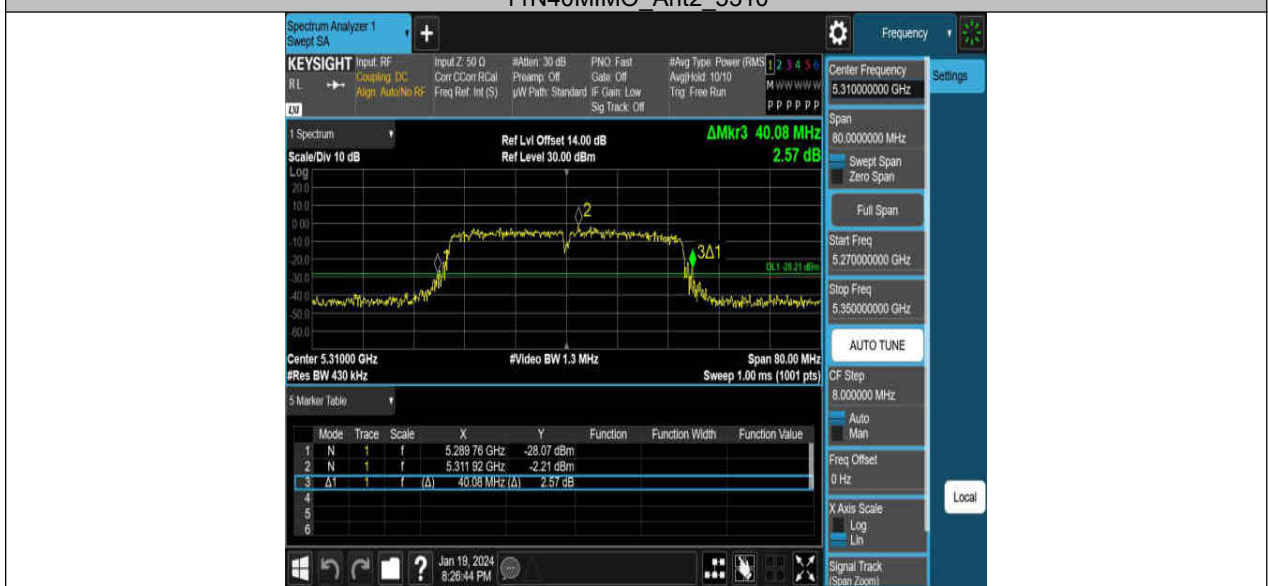 11N40MIMO_Ant2_5310
Spectrum Analyzer 1
Swept SA
+
Frequency
KEYSIGHT
RL
LXI
Input: RF
Coupling: DC
Align: Auto/No RF
Input Z: 50 Ω
Corr CCorr RCal
Freq Ref: Int (S)
#Atten: 30 dB
Preamp: Off
µW Path: Standard
PNO: Fast
Gate: Off
IF Gain: Low
Sig Track: Off
#Avg Type: Power (RMS
Avg|Hold: 10/10
Trig: Free Run
1 2 3 4 5 6
M W W W W W
P P P P P P
1 Spectrum
Scale/Div 10 dB
Ref Lvl Offset 14.00 dB
Ref Level 30.00 dBm
ΔMkr3 40.08 MHz
2.57 dB
Log
20.0
10.0
0.00
-10.0
-20.0
-30.0
-40.0
-50.0
-60.0
1
2
3Δ1
DL1 -28.21 dBm
Center 5.31000 GHz
#Video BW 1.3 MHz
Span 80.00 MHz
#Res BW 430 kHz
Sweep 1.00 ms (1001 pts)
5 Marker Table
Mode Trace Scale X Y Function Function Width Function Value
1 N 1 f 5.289 76 GHz -28.07 dBm
2 N 1 f 5.311 92 GHz -2.21 dBm
3 Δ1 1 f (Δ) 40.08 MHz (Δ) 2.57 dB
4
5
6
Jan 19, 2024
8:26:44 PM
?
Center Frequency
5.310000000 GHz
Settings
Span
80.0000000 MHz
Swept Span
Zero Span
Full Span
Start Freq
5.270000000 GHz
Stop Freq
5.350000000 GHz
AUTO TUNE
CF Step
8.000000 MHz
Auto
Man
Freq Offset
0 Hz
X Axis Scale
Log
Lin
Local
Signal Track
(Span Zoom)